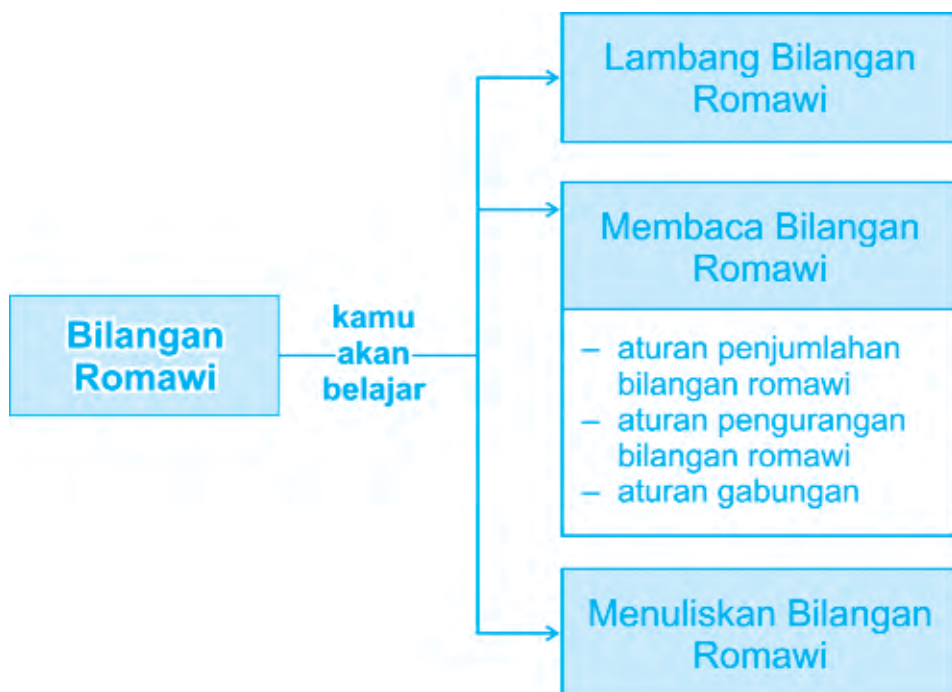 Bilangan
Romawi
kamu
akan
belajar
Lambang Bilangan
Romawi
Membaca Bilangan
Romawi
– aturan penjumlahan
bilangan romawi
– aturan pengurangan
bilangan romawi
– aturan gabungan
Menuliskan Bilangan
Romawi